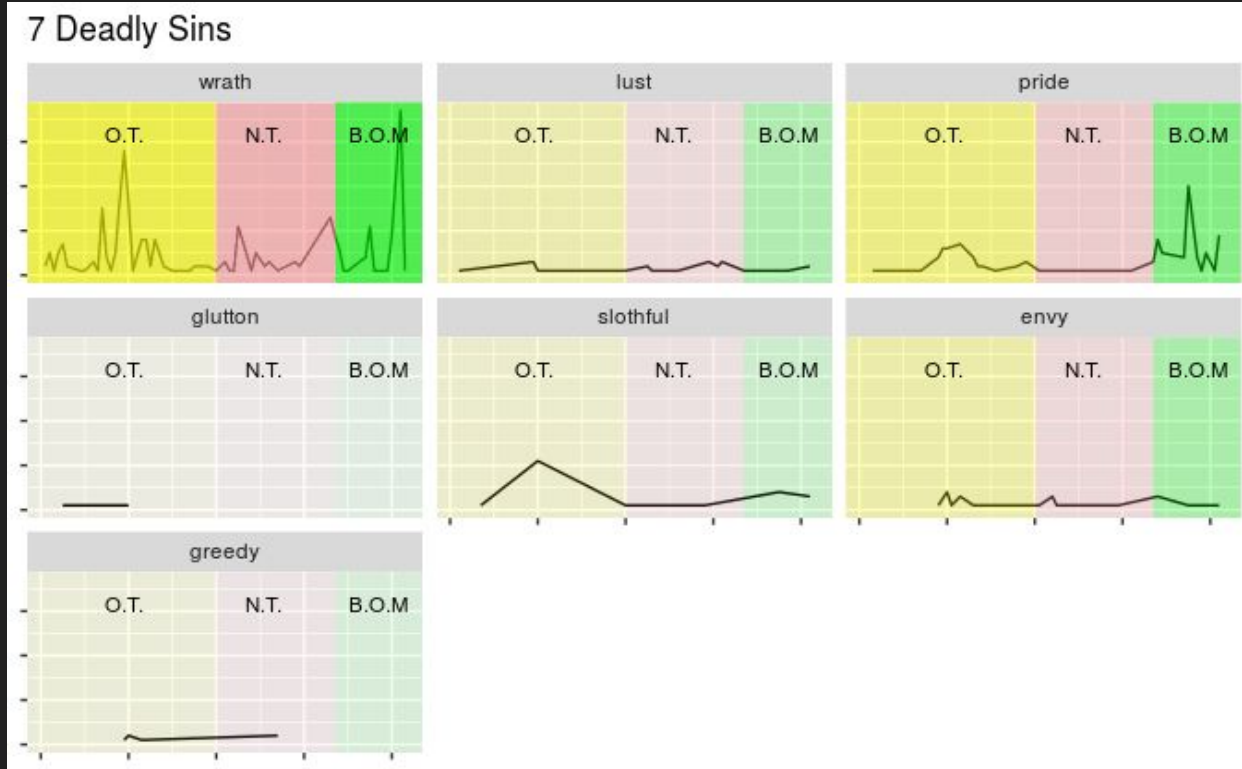 7 Deadly Sins
wrath
lust
pride
O.T. N.T. B.O.M
O.T. N.T. B.O.M
O.T. N.T. B.O.M
glutton
slothful
envy
O.T. N.T. B.O.M
O.T. N.T. B.O.M
O.T. N.T. B.O.M
greedy
O.T. N.T. B.O.M